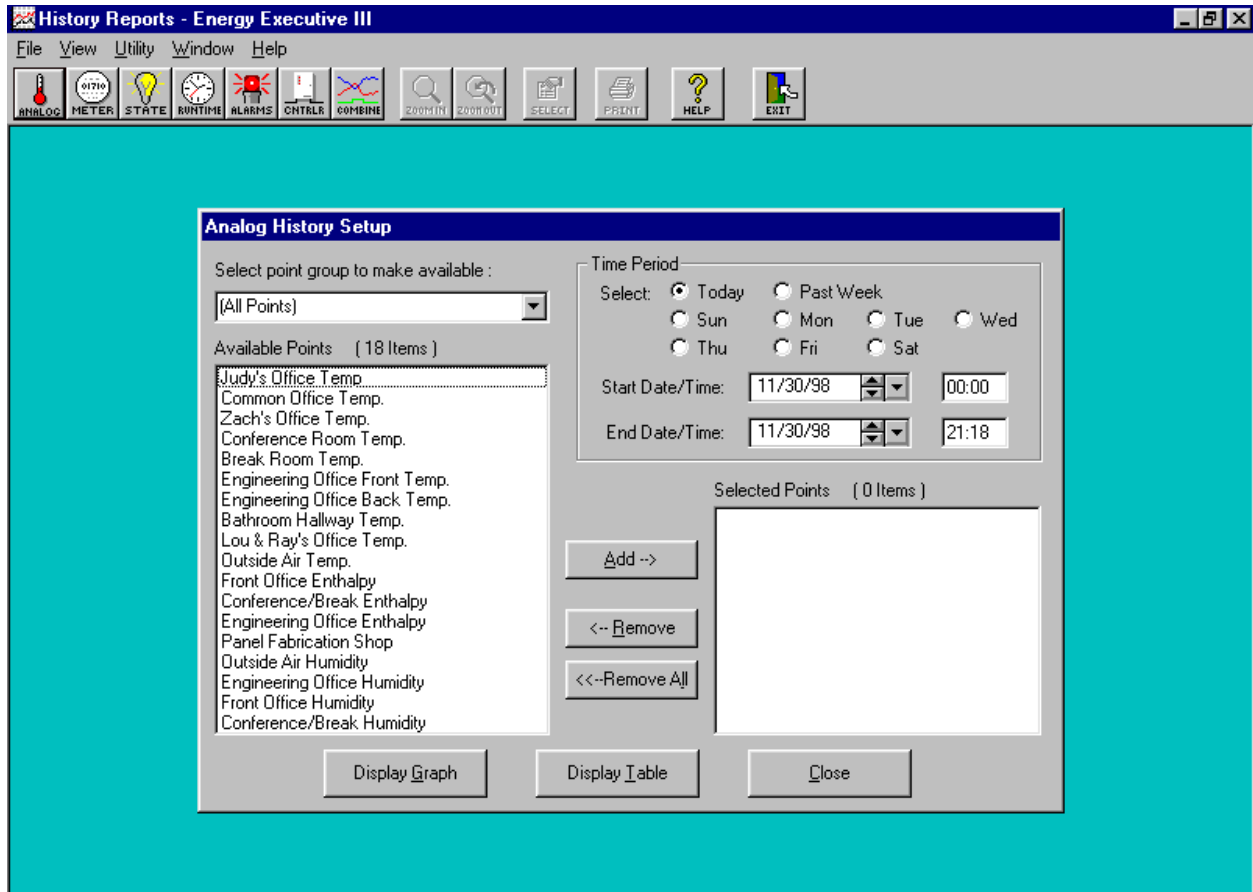 History Reports - Energy Executive III
File View Utility Window Help
ANALOG METER STATE RUNTIME ALARMS CNTRLR COMBINE ZOOM IN ZOOM OUT SELECT PRINT HELP EXIT
Analog History Setup
Select point group to make available :
(All Points)
Available Points ( 18 Items )
Judy's Office Temp
Common Office Temp.
Zach's Office Temp.
Conference Room Temp.
Break Room Temp.
Engineering Office Front Temp.
Engineering Office Back Temp.
Bathroom Hallway Temp.
Lou & Ray's Office Temp.
Outside Air Temp.
Front Office Enthalpy
Conference/Break Enthalpy
Engineering Office Enthalpy
Panel Fabrication Shop
Outside Air Humidity
Engineering Office Humidity
Front Office Humidity
Conference/Break Humidity
Time Period
Select: Today Past Week
Sun Mon Tue Wed
Thu Fri Sat
Start Date/Time: 11/30/98 00:00
End Date/Time: 11/30/98 21:18
Selected Points ( 0 Items )
Add -->
<-- Remove
<<--Remove All
Display Graph Display Table Close